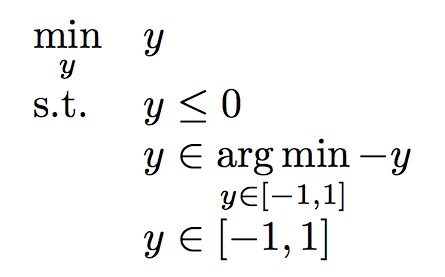 min y
y
s.t. y ≤ 0
y ∈ arg min −y
y∈[−1,1]
y ∈ [−1, 1]